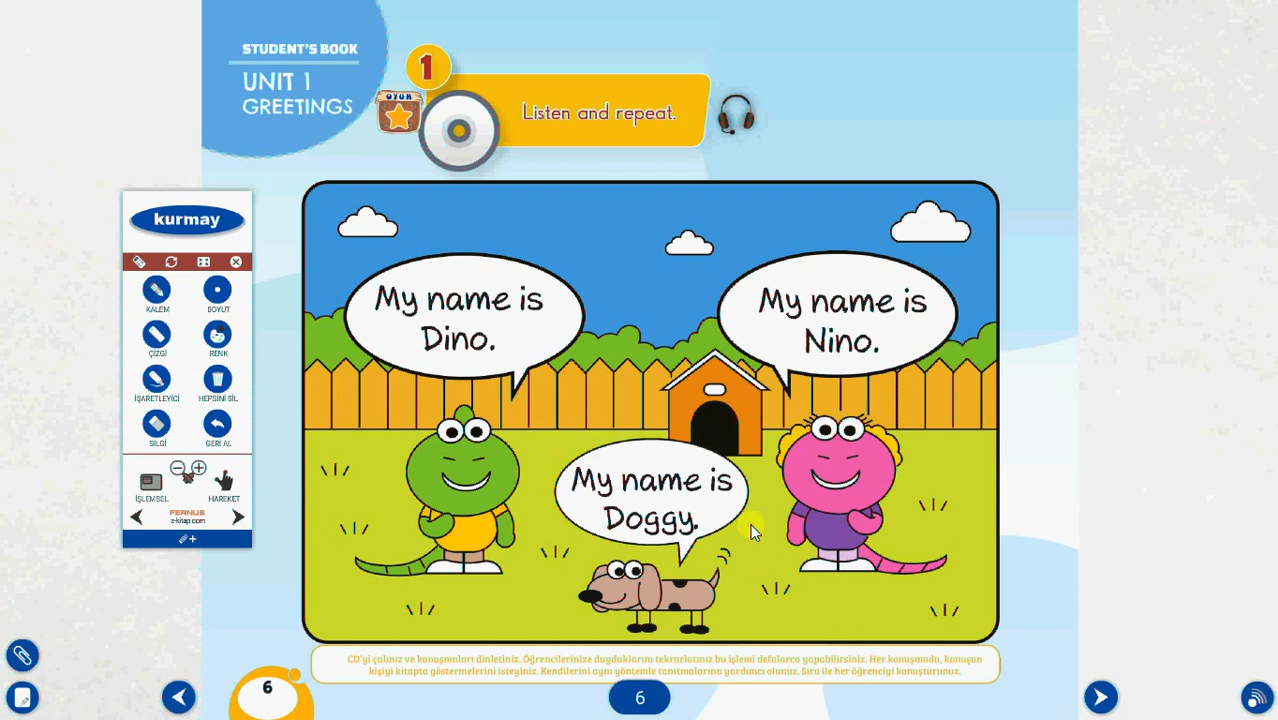 STUDENT'S BOOK
UNIT 1
GREETINGS
1
OYUN
Listen and repeat.
kurmay
KALEM
BOYUT
ÇİZGİ
RENK
İŞARETLEYİCİ
HEPSİNİ SİL
SİLGİ
GERİ AL
İŞLEMSEL
HAREKET
FERNUS
z-kitap.com
My name is
Dino.
My name is
Nino.
My name is
Doggy.
CD'yi çalınız ve konuşmaları dinletiniz. Öğrencilerinize duyduklarını tekrarlatınız bu işlemi defalarca yapabilirsiniz. Her konuşmada, konuşan
kişiyi kitapta göstermelerini isteyiniz. Kendilerini aynı yöntemle tanıtmalarına yardımcı olunuz. Sıra ile her öğrenciyi konuşturunuz.
6
6